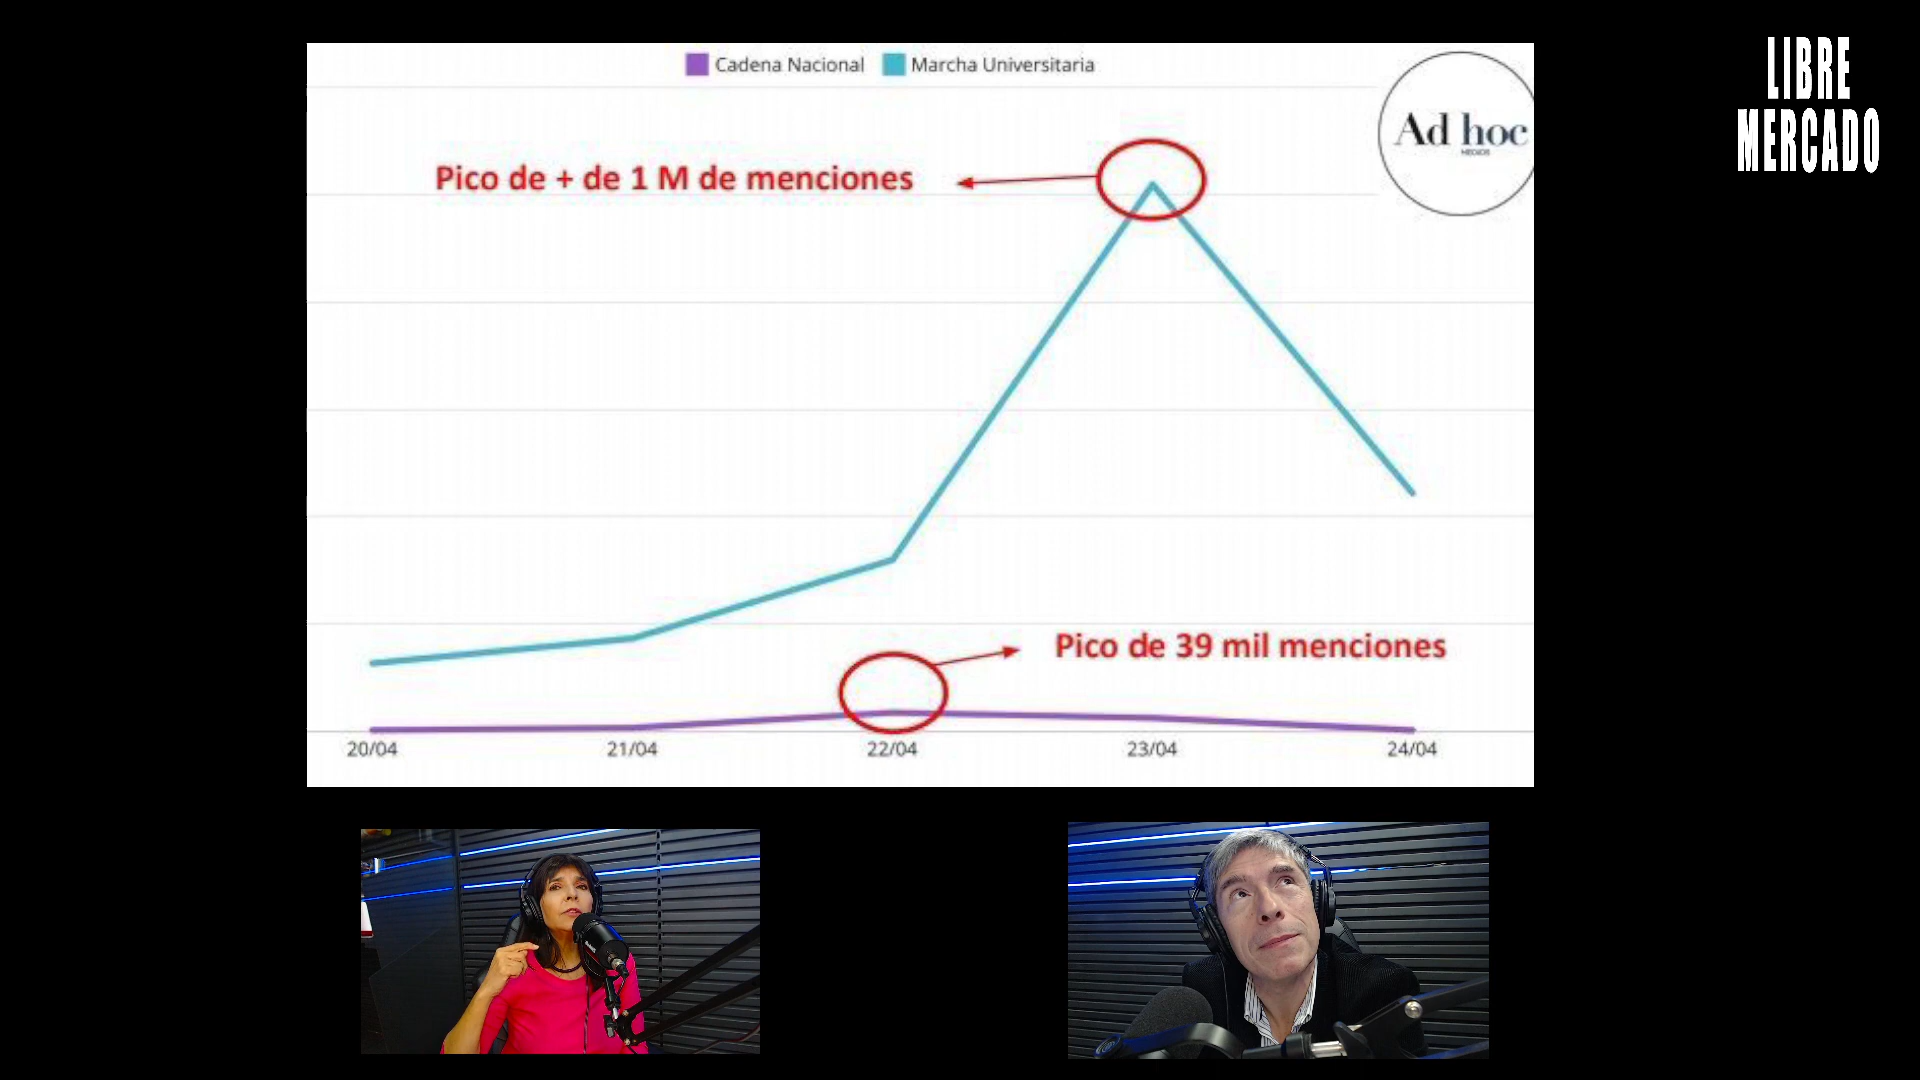 Cadena Nacional Marcha Universitaria
LIBRE
MERCADO
Ad hoc
Pico de + de 1 M de menciones
Pico de 39 mil menciones
20/04 21/04 22/04 23/04 24/04